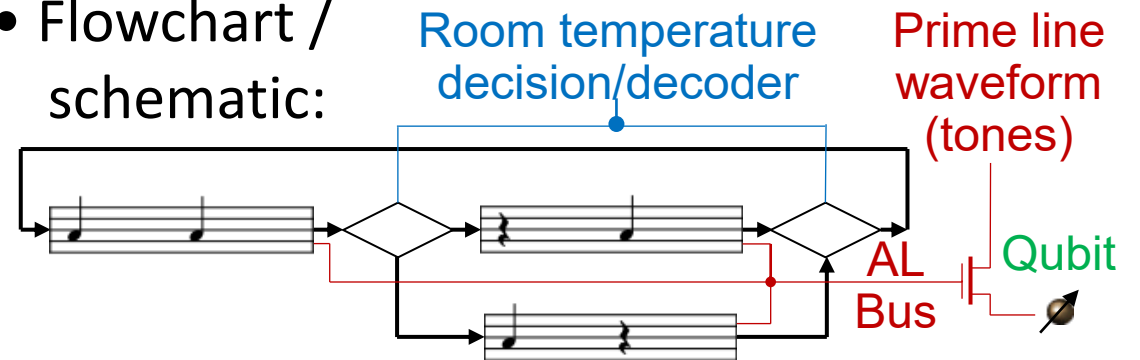 • Flowchart /
schematic:
Room temperature
decision/decoder
Prime line
waveform
(tones)
AL
Bus
Qubit